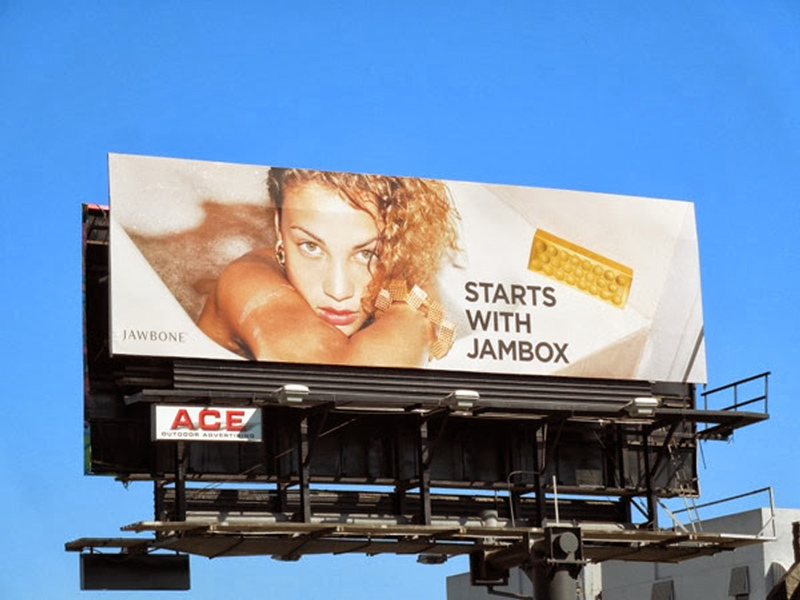 STARTS
WITH
JAMBOX
JAWBONE
ACE
OUTDOOR ADVERTISING